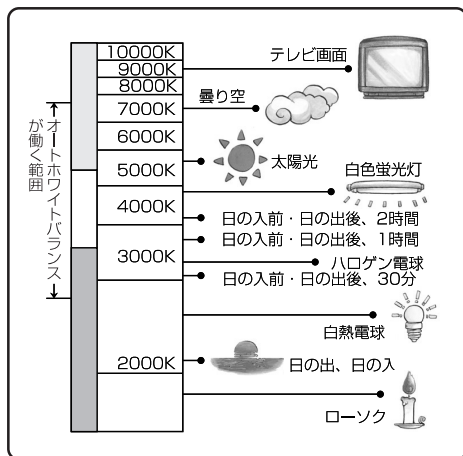 10000K
9000K
8000K
7000K
6000K
5000K
4000K
3000K
2000K
オートホワイトバランス
が働く範囲
テレビ画面
曇り空
太陽光
白色蛍光灯
日の入前・日の出後、2時間
日の入前・日の出後、1時間
ハロゲン電球
日の入前・日の出後、30分
白熱電球
日の出、日の入
ローソク